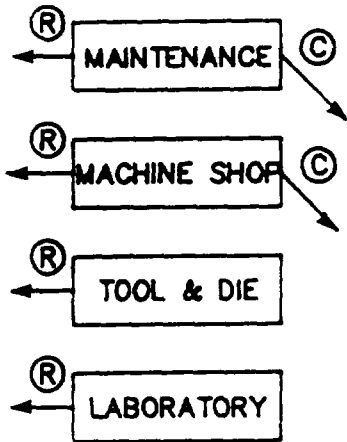 Ⓡ
MAINTENANCE Ⓒ
Ⓡ
MACHINE SHOP Ⓒ
Ⓡ
TOOL & DIE
Ⓡ
LABORATORY